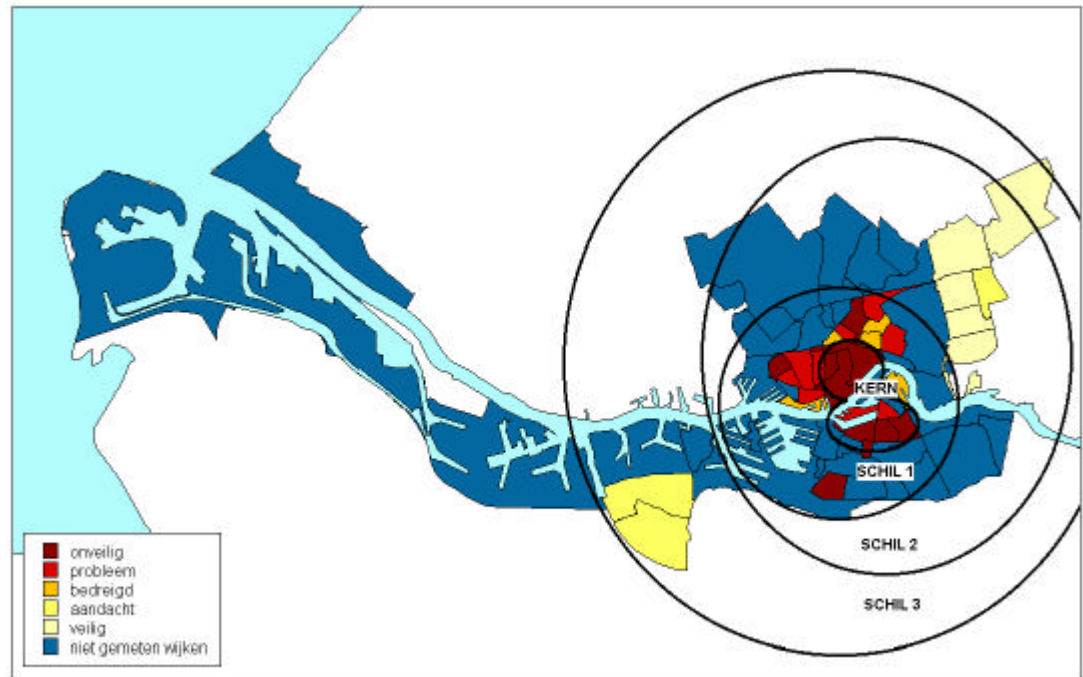 KERN
SCHIL 1
SCHIL 2
SCHIL 3
onveilig
probleem
bedreigd
aandacht
veilig
niet gemeten wijken